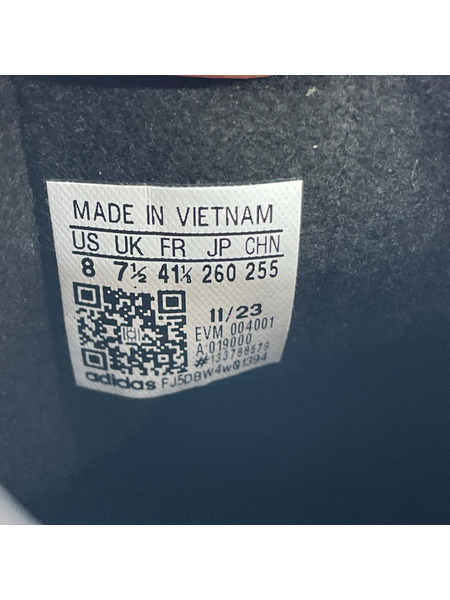 MADE IN VIETNAM
US UK FR JP CHN
8 7½ 41⅓ 260 255
11/23
EVM 004001
A:019000
#133788579
adidas FJ5DBW4w01394